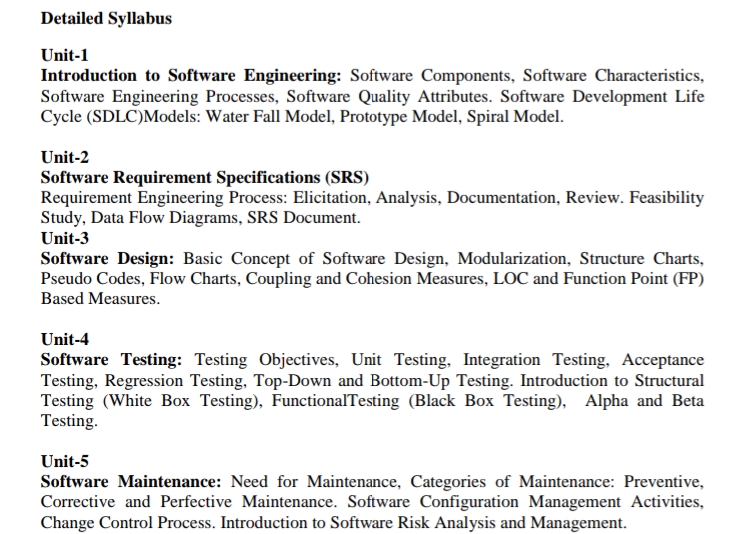 Detailed Syllabus
Unit-1
Introduction to Software Engineering: Software Components, Software Characteristics,
Software Engineering Processes, Software Quality Attributes. Software Development Life
Cycle (SDLC)Models: Water Fall Model, Prototype Model, Spiral Model.
Unit-2
Software Requirement Specifications (SRS)
Requirement Engineering Process: Elicitation, Analysis, Documentation, Review. Feasibility
Study, Data Flow Diagrams, SRS Document.
Unit-3
Software Design: Basic Concept of Software Design, Modularization, Structure Charts,
Pseudo Codes, Flow Charts, Coupling and Cohesion Measures, LOC and Function Point (FP)
Based Measures.
Unit-4
Software Testing: Testing Objectives, Unit Testing, Integration Testing, Acceptance
Testing, Regression Testing, Top-Down and Bottom-Up Testing. Introduction to Structural
Testing (White Box Testing), FunctionalTesting (Black Box Testing), Alpha and Beta
Testing.
Unit-5
Software Maintenance: Need for Maintenance, Categories of Maintenance: Preventive,
Corrective and Perfective Maintenance. Software Configuration Management Activities,
Change Control Process. Introduction to Software Risk Analysis and Management.